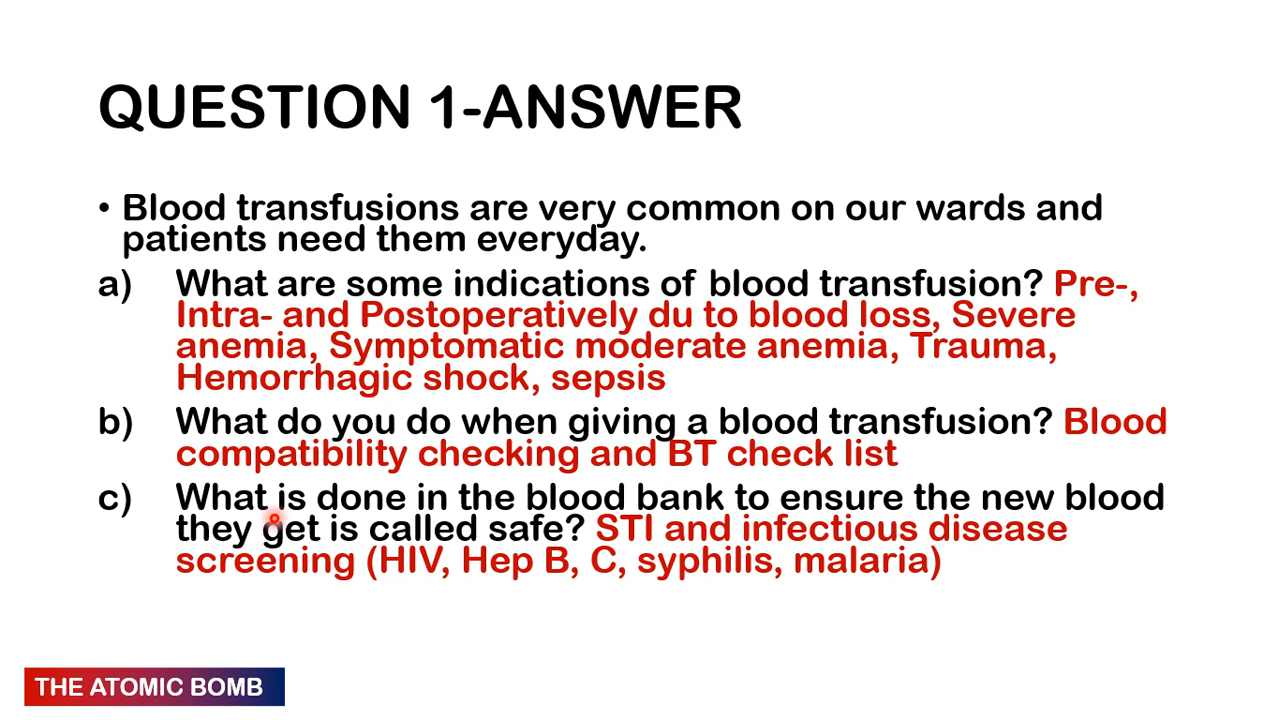 QUESTION 1-ANSWER
• Blood transfusions are very common on our wards and
patients need them everyday.
a) What are some indications of blood transfusion? Pre-,
Intra- and Postoperatively du to blood loss, Severe
anemia, Symptomatic moderate anemia, Trauma,
Hemorrhagic shock, sepsis
b) What do you do when giving a blood transfusion? Blood
compatibility checking and BT check list
c) What is done in the blood bank to ensure the new blood
they get is called safe? STI and infectious disease
screening (HIV, Hep B, C, syphilis, malaria)
THE ATOMIC BOMB